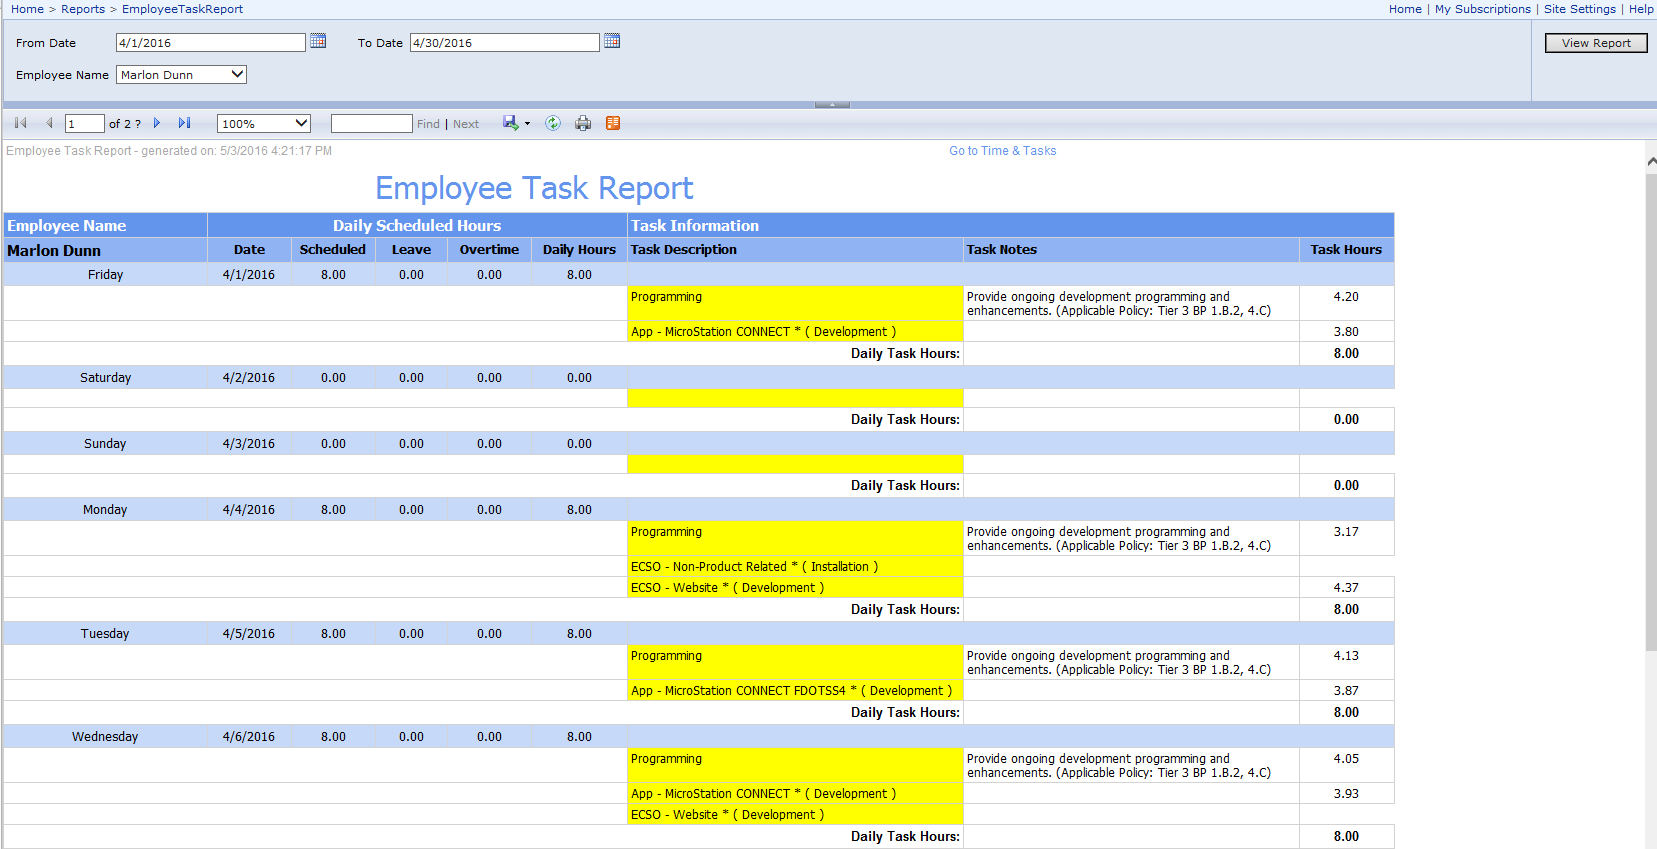 Home > Reports > EmployeeTaskReport
Home | My Subscriptions | Site Settings | Help
From Date 4/1/2016 To Date 4/30/2016 View Report
Employee Name Marlon Dunn
1 of 2 ? 100% Find | Next
Employee Task Report - generated on: 5/3/2016 4:21:17 PM Go to Time & Tasks
Employee Task Report
Employee Name Daily Scheduled Hours Task Information
Marlon Dunn Date Scheduled Leave Overtime Daily Hours Task Description Task Notes Task Hours
Friday 4/1/2016 8.00 0.00 0.00 8.00
Programming Provide ongoing development programming and 4.20
enhancements. (Applicable Policy: Tier 3 BP 1.B.2, 4.C)
App - MicroStation CONNECT * ( Development ) 3.80
Daily Task Hours: 8.00
Saturday 4/2/2016 0.00 0.00 0.00 0.00
Daily Task Hours: 0.00
Sunday 4/3/2016 0.00 0.00 0.00 0.00
Daily Task Hours: 0.00
Monday 4/4/2016 8.00 0.00 0.00 8.00
Programming Provide ongoing development programming and 3.17
enhancements. (Applicable Policy: Tier 3 BP 1.B.2, 4.C)
ECSO - Non-Product Related * ( Installation )
ECSO - Website * ( Development ) 4.37
Daily Task Hours: 8.00
Tuesday 4/5/2016 8.00 0.00 0.00 8.00
Programming Provide ongoing development programming and 4.13
enhancements. (Applicable Policy: Tier 3 BP 1.B.2, 4.C)
App - MicroStation CONNECT FDOTSS4 * ( Development ) 3.87
Daily Task Hours: 8.00
Wednesday 4/6/2016 8.00 0.00 0.00 8.00
Programming Provide ongoing development programming and 4.05
enhancements. (Applicable Policy: Tier 3 BP 1.B.2, 4.C)
App - MicroStation CONNECT * ( Development ) 3.93
ECSO - Website * ( Development )
Daily Task Hours: 8.00